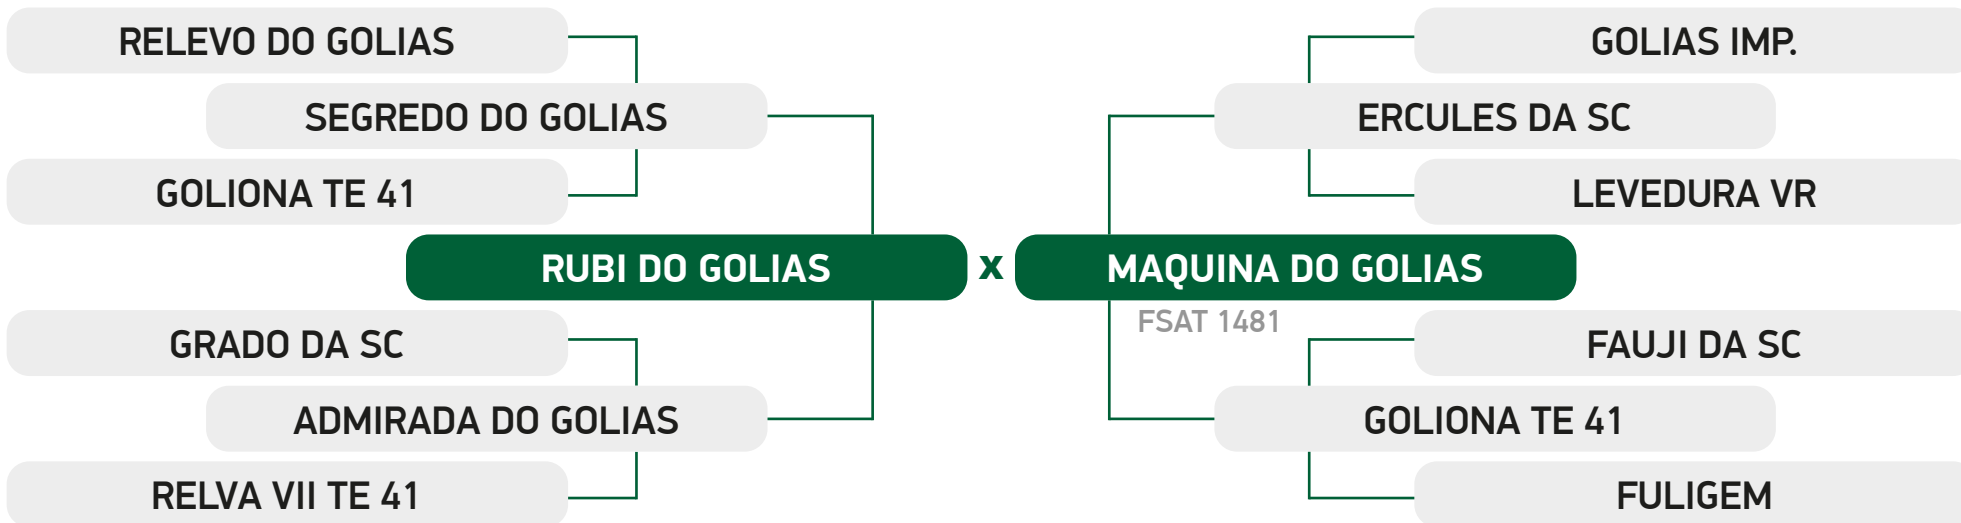 RELEVO DO GOLIAS
GOLIAS IMP.
SEGREDO DO GOLIAS
ERCULES DA SC
GOLIONA TE 41
LEVEDURA VR
RUBI DO GOLIAS x MAQUINA DO GOLIAS
FSAT 1481
GRADO DA SC
FAUJI DA SC
ADMIRADA DO GOLIAS
GOLIONA TE 41
RELVA VII TE 41
FULIGEM